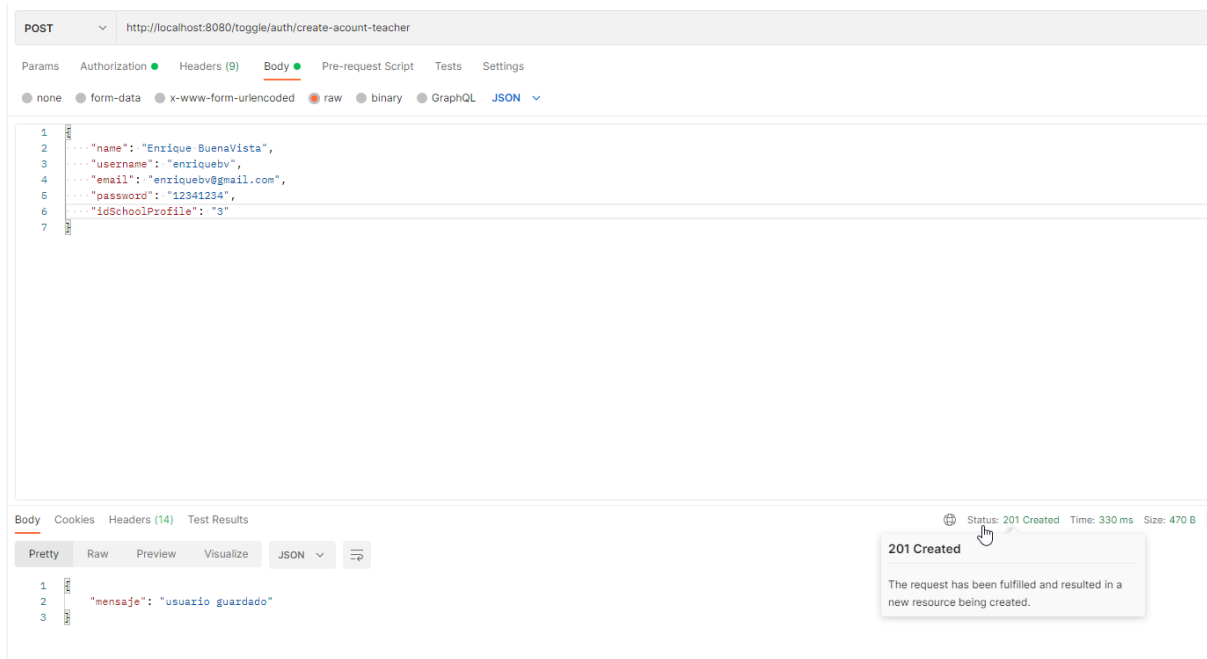 POST http://localhost:8080/toggle/auth/create-acount-teacher
Params Authorization Headers (9) Body Pre-request Script Tests Settings
none form-data x-www-form-urlencoded raw binary GraphQL JSON
1 {
2 "name": "Enrique BuenaVista",
3 "username": "enriquebv",
4 "email": "enriquebv@gmail.com",
5 "password": "12341234",
6 "idSchoolProfile": "3"
7 }
Body Cookies Headers (14) Test Results Status: 201 Created Time: 330 ms Size: 470 B
Pretty Raw Preview Visualize JSON
201 Created
The request has been fulfilled and resulted in a
new resource being created.
1 {
2 "mensaje": "usuario guardado"
3 }